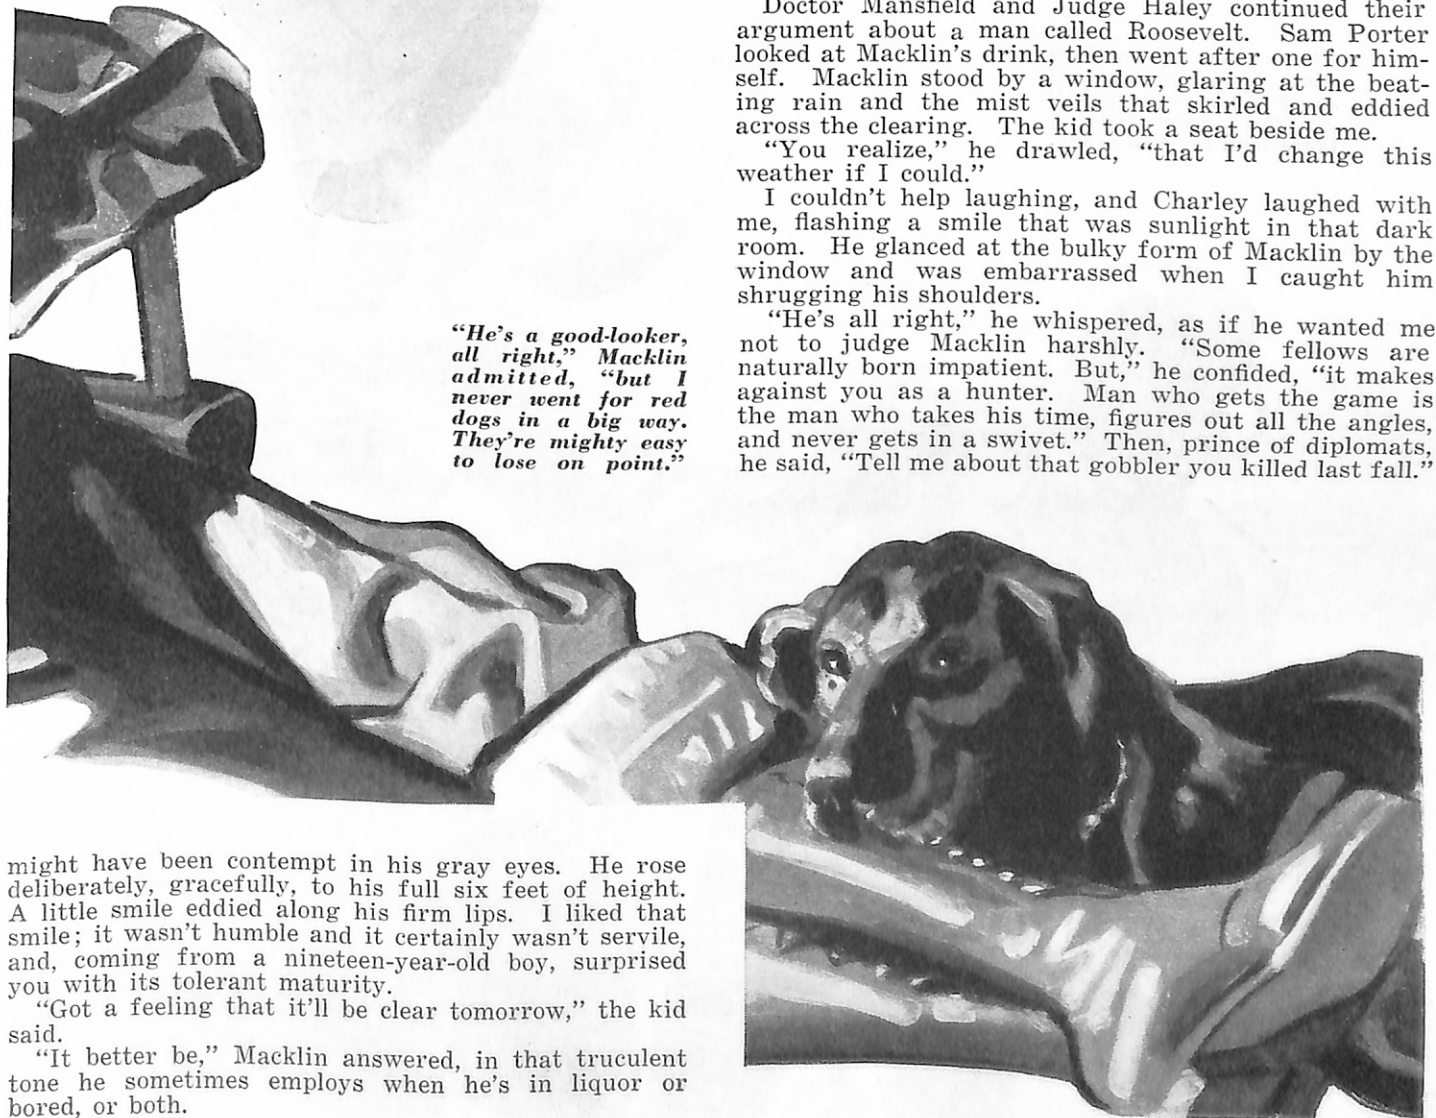 might have been contempt in his gray eyes. He rose
deliberately, gracefully, to his full six feet of height.
A little smile eddied along his firm lips. I liked that
smile; it wasn't humble and it certainly wasn't servile,
and, coming from a nineteen-year-old boy, surprised
you with its tolerant maturity.
"Got a feeling that it'll be clear tomorrow," the kid
said.
"It better be," Macklin answered, in that truculent
tone he sometimes employs when he's in liquor or
bored, or both.
"He's a good-looker,
all right," Macklin
admitted, "but I
never went for red
dogs in a big way.
They're mighty easy
to lose on point."
Doctor Mansfield and Judge Haley continued their
argument about a man called Roosevelt. Sam Porter
looked at Macklin's drink, then went after one for him-
self. Macklin stood by a window, glaring at the beat-
ing rain and the mist veils that skirled and eddied
across the clearing. The kid took a seat beside me.
"You realize," he drawled, "that I'd change this
weather if I could."
I couldn't help laughing, and Charley laughed with
me, flashing a smile that was sunlight in that dark
room. He glanced at the bulky form of Macklin by the
window and was embarrassed when I caught him
shrugging his shoulders.
"He's all right," he whispered, as if he wanted me
not to judge Macklin harshly. "Some fellows are
naturally born impatient. But," he confided, "it makes
against you as a hunter. Man who gets the game is
the man who takes his time, figures out all the angles,
and never gets in a swivet." Then, prince of diplomats,
he said, "Tell me about that gobbler you killed last fall."